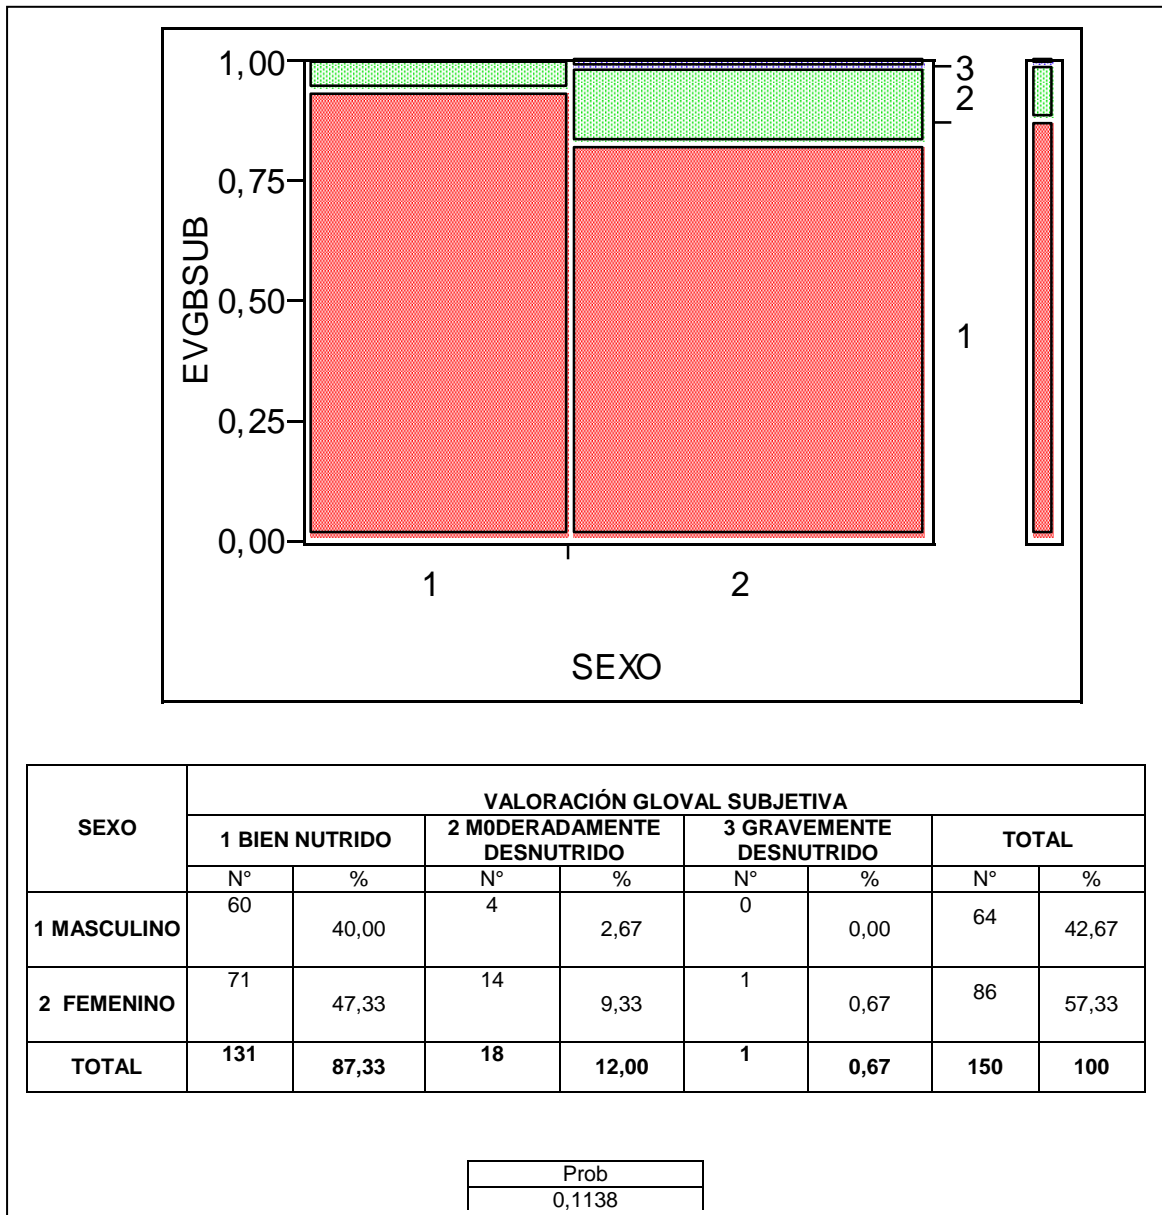 1,00
0,75
0,50
0,25
0,00
EVGBSUB
3
2
1
1 2
SEXO
SEXO
VALORACIÓN GLOVAL SUBJETIVA
1 BIEN NUTRIDO
2 M0DERADAMENTE
DESNUTRIDO
3 GRAVEMENTE
DESNUTRIDO
TOTAL
N° % N° % N° % N° %
1 MASCULINO 60 40,00 4 2,67 0 0,00 64 42,67
2 FEMENINO 71 47,33 14 9,33 1 0,67 86 57,33
TOTAL 131 87,33 18 12,00 1 0,67 150 100
Prob
0,1138